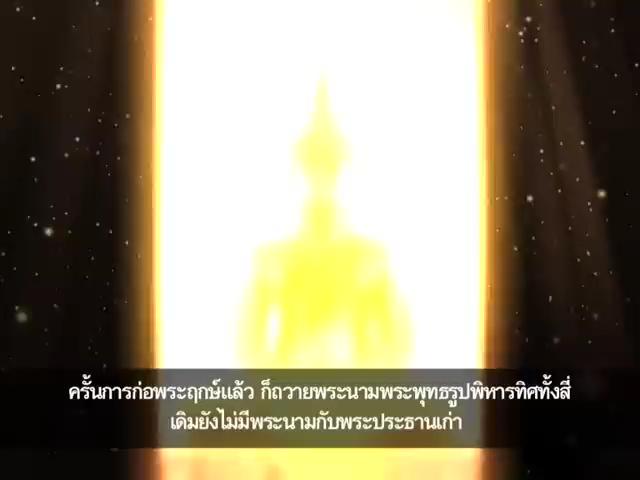 ครั้นการก่อพระฤกษ์แล้ว ก็ถวายพระนามพระพุทธรูปพิหารทิศทั้งสี่
เดิมยังไม่มีพระนามกับพระประธานเก่า